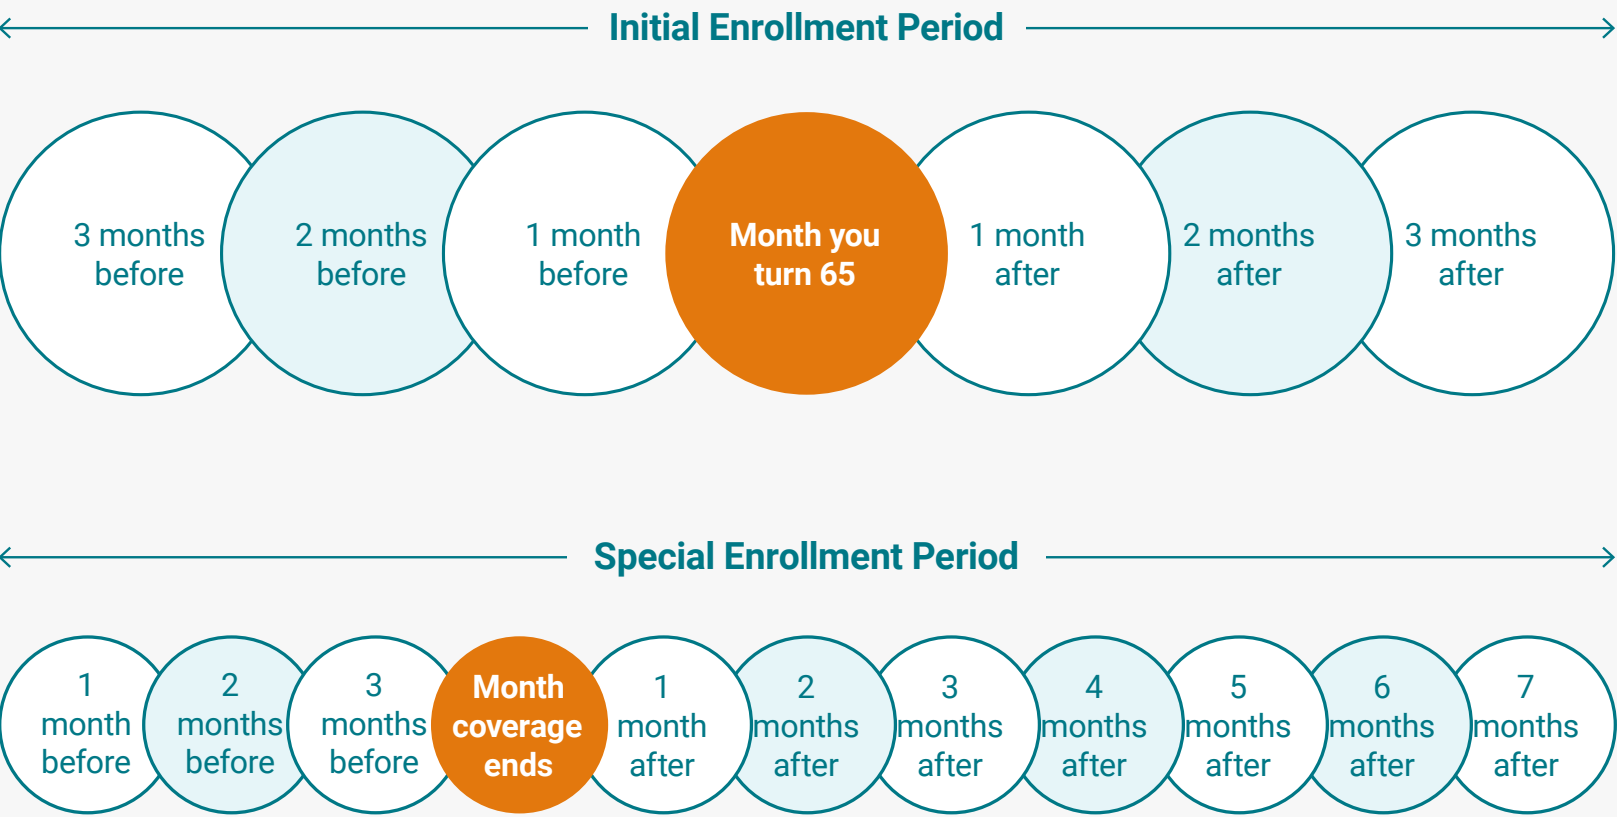 Initial Enrollment Period
3 months
before
2 months
before
1 month
before
Month you
turn 65
1 month
after
2 months
after
3 months
after
Special Enrollment Period
1
month
before
2
months
before
3
months
before
Month
coverage
ends
1
month
after
2
months
after
3
months
after
4
months
after
5
months
after
6
months
after
7
months
after